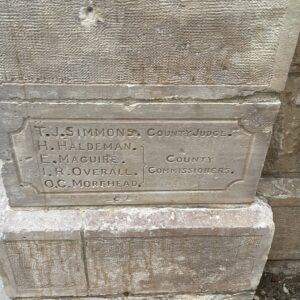 T.J. SIMMONS. COUNTY JUDGE.
H. HALDEMAN.
E. MAGUIRE.
I.R. OVERALL.
O.C. MOREHEAD.
COUNTY
COMMISSIONERS.